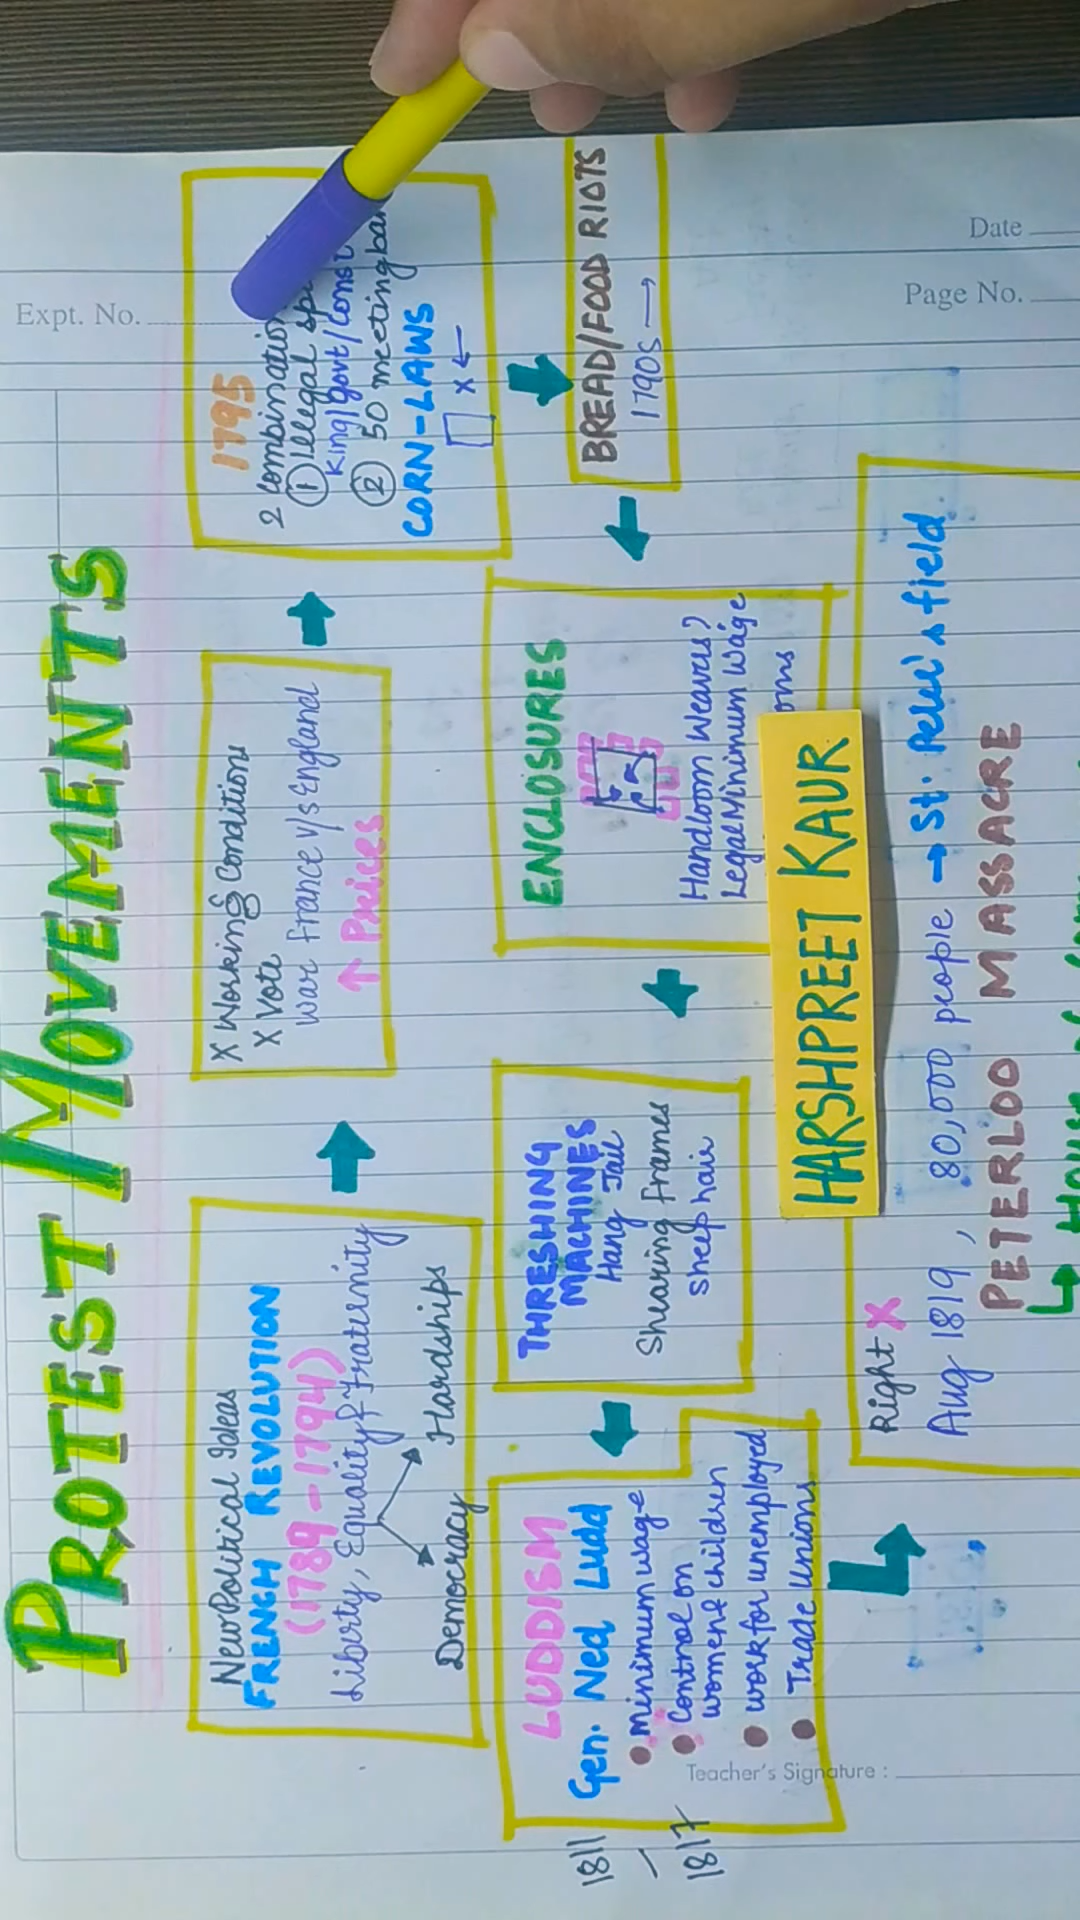 Expt. No.
Date
Page No.
PROTEST MOVEMENTS
New Political Ideas
FRENCH REVOLUTION
(1789-1794)
Liberty, Equality & Fraternity
Democracy
Hardships
X Working Condition
X Vote
War France v/s England
↑ Prices
1795
2 combination
① Illegal
King/Govt/Const
② 50 meeting
CORN-LAWS
X ←
BREAD/FOOD RIOTS
1790s →
ENCLOSURES
Handloom Weavers?
Legal Minimum Wage
THRESHING
MACHINES
Hang Jail
Shearing frames
sheep hair
LUDDISM
Gen. Ned Ludd
• Minimum wage
• Control on
women & children
• work for unemployed
• Trade Unions
1811
–
1817
Teacher's Signature :
HARSHPREET KAUR
Right X
Aug 1819, 80,000 people → St. Peter's field.
PETERLOO MASSACRE